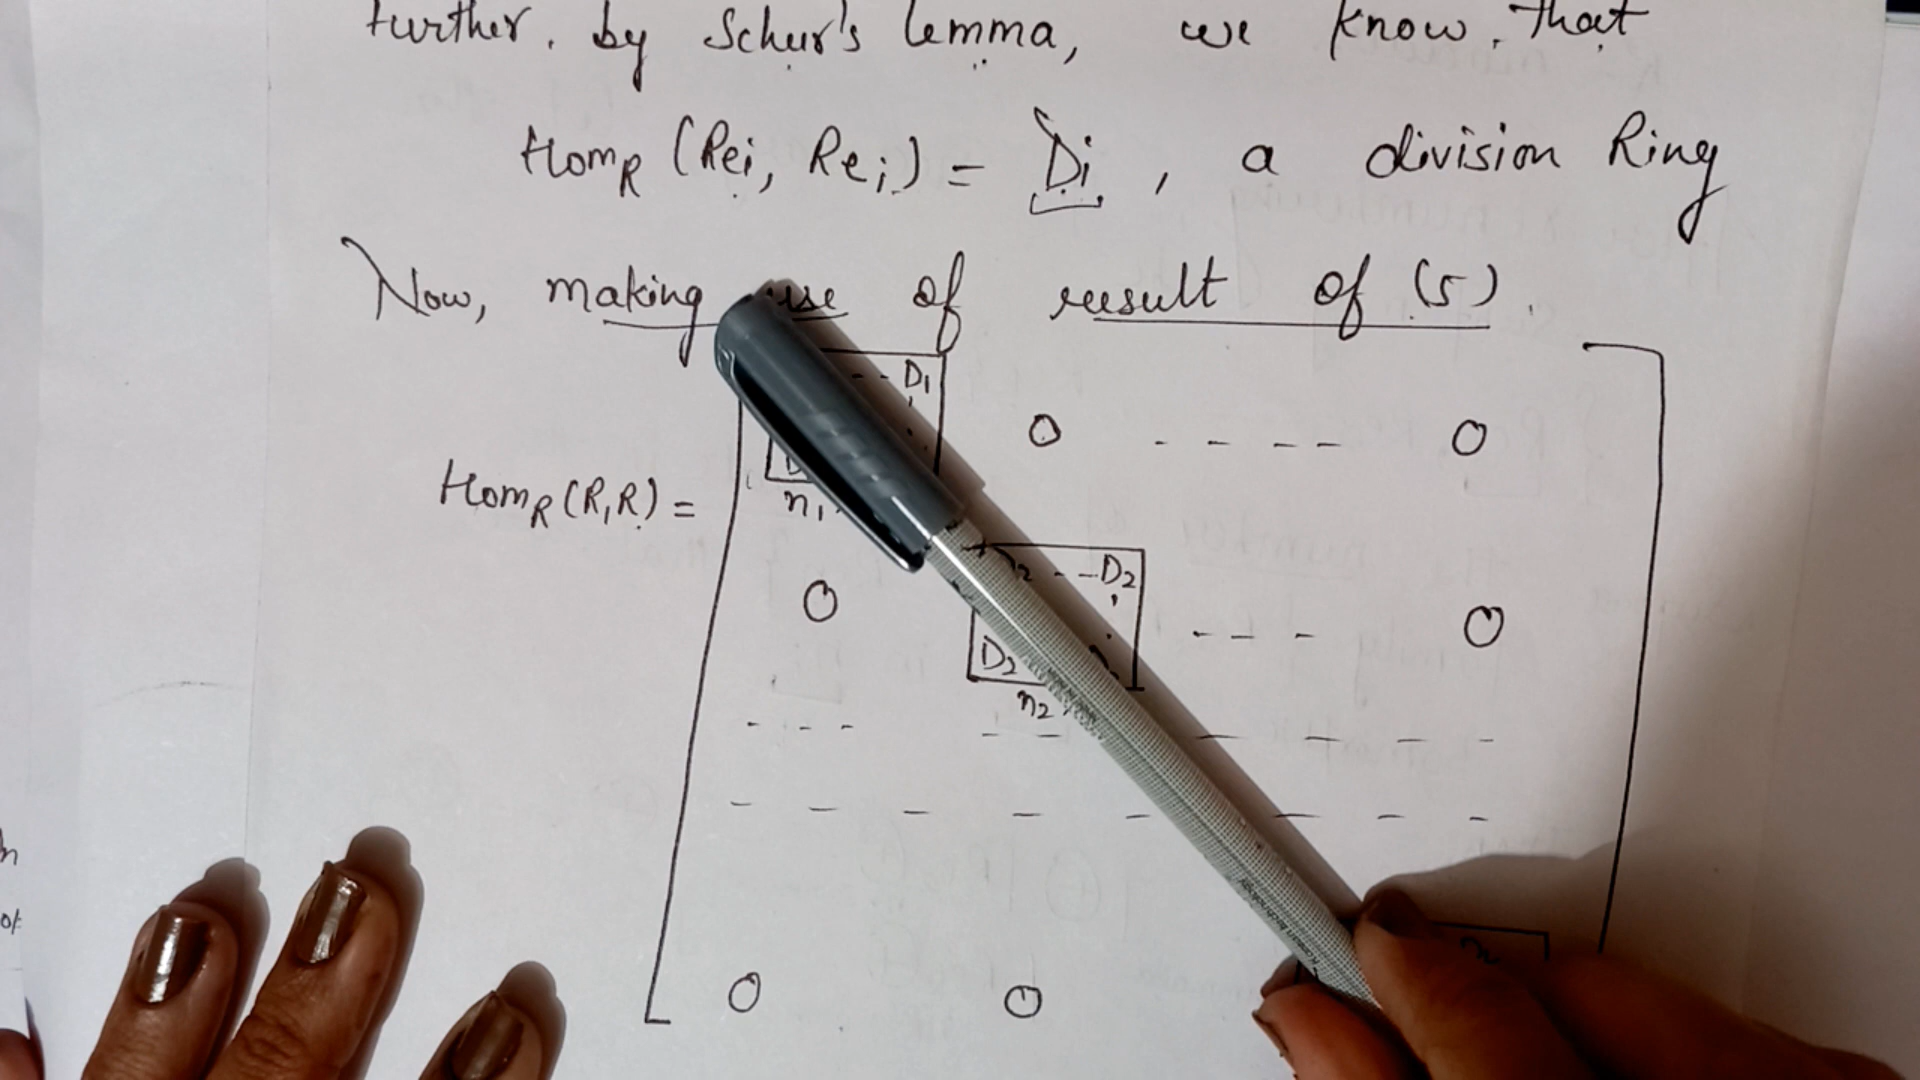 Further, by Schur's lemma, we know that
HomR (Rei, Rei) = Di, a division Ring
Now, making use of result of (5).
- - D1
0 - - - - 0
HomR (R,R) =
n1
D2 - - D2
0 - - - 0
D2
n2
- - - - - - - - -
- - - - - - - -
0 0